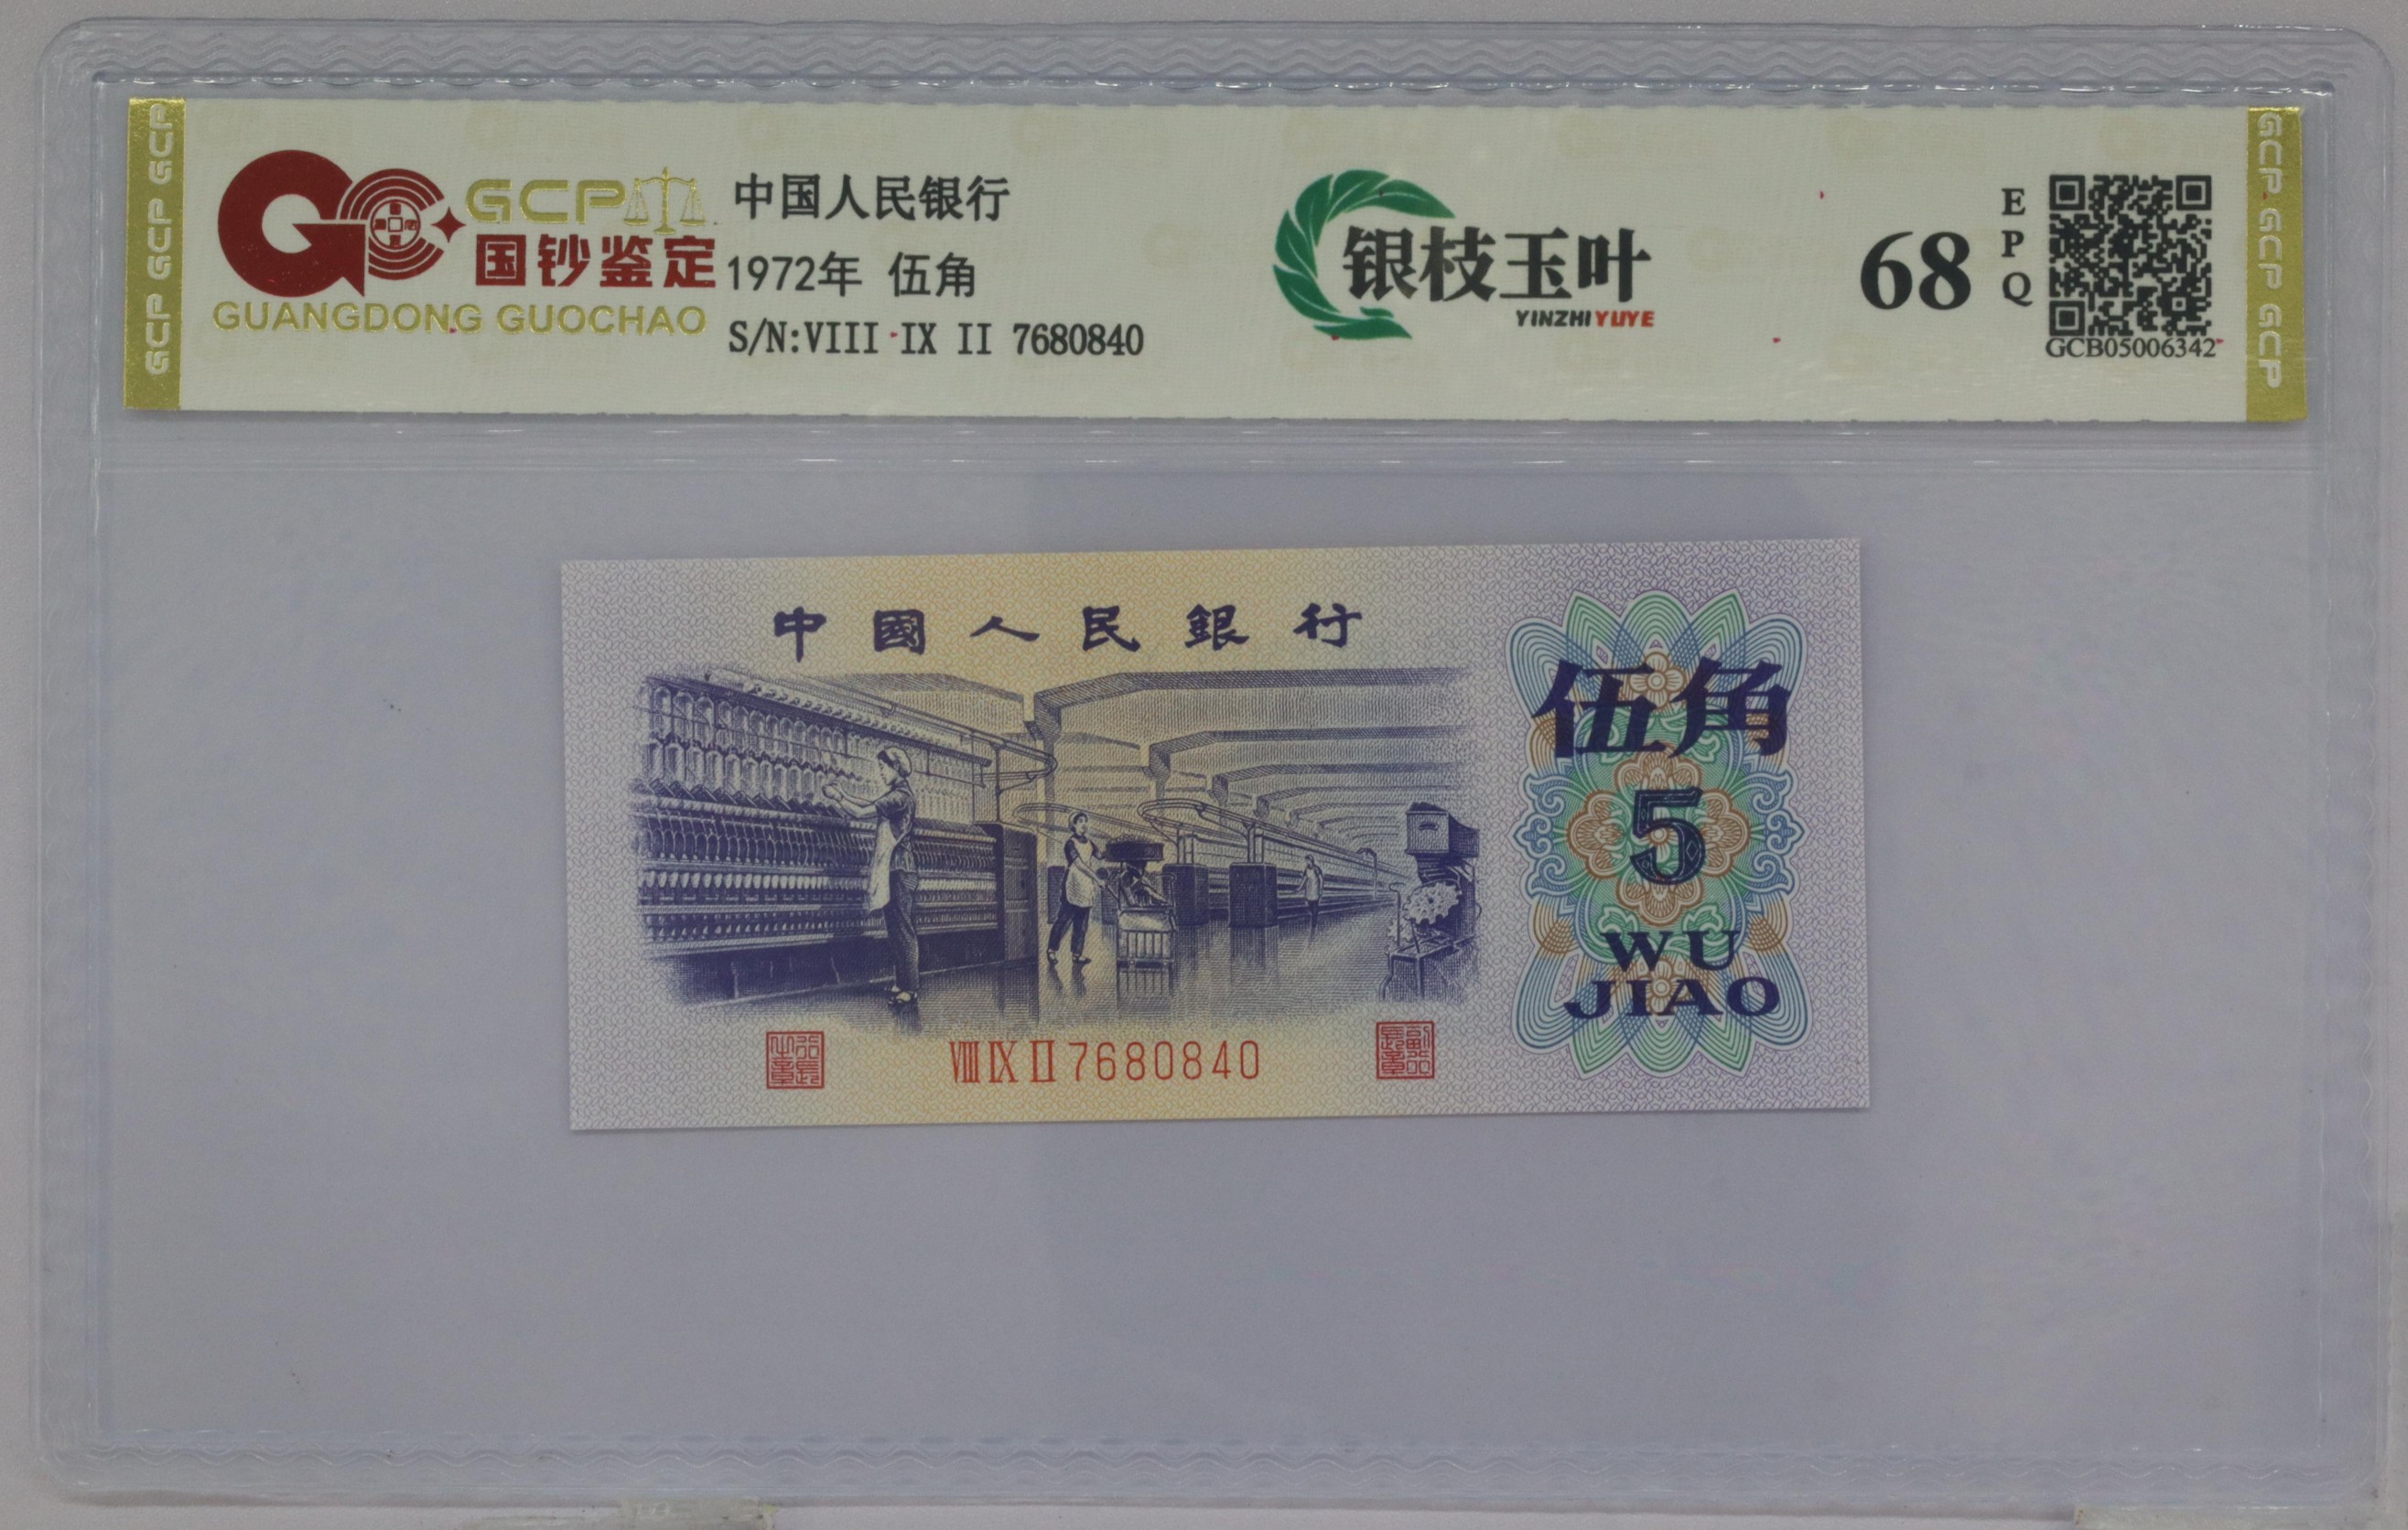 GCP GCP GCP
GCP
国钞鉴定
GUANGDONG GUOCHAO
中国人民银行
1972年 伍角
S/N:VIII IX II 7680840
银枝玉叶
YINZHIYUYE
68
EPQ
GCB05006342
GCP GCP GCP
中國人民銀行
伍角
5
WU
JIAO
VIII IX II 7680840